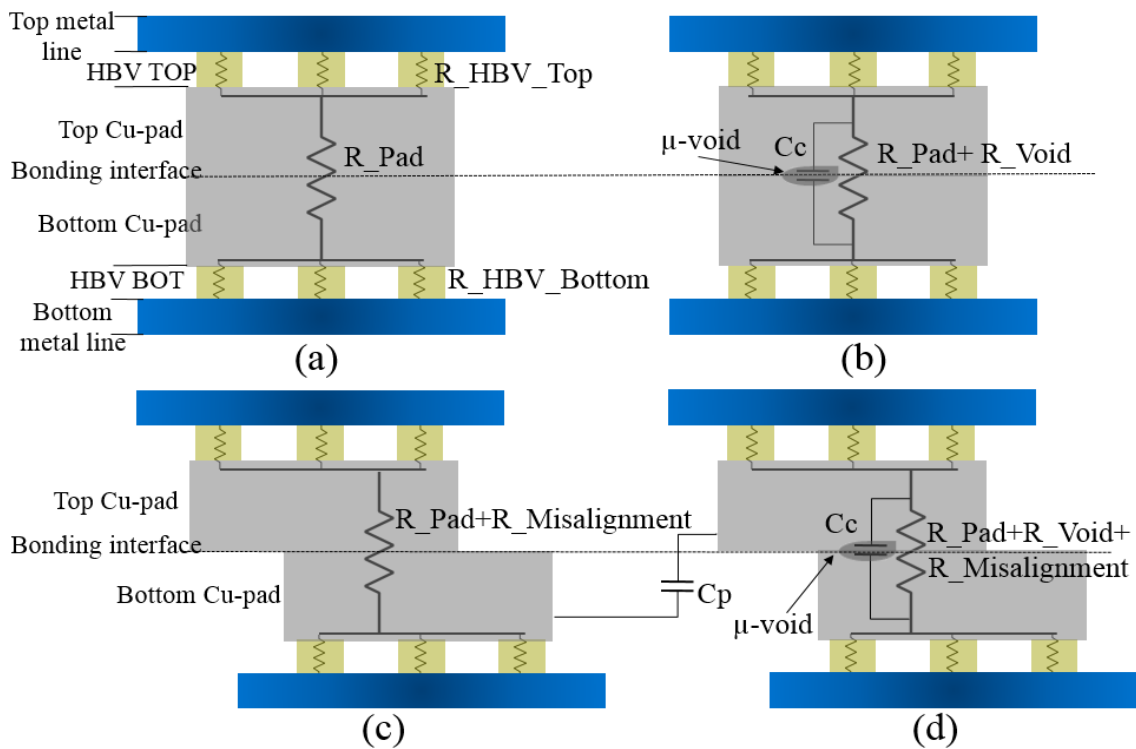 Top metal
line
HBV TOP
R_HBV_Top
Top Cu-pad
Bonding interface
R_Pad
Bottom Cu-pad
HBV BOT
R_HBV_Bottom
Bottom
metal line
(a)
µ-void
Cc
R_Pad+ R_Void
(b)
Top Cu-pad
R_Pad+R_Misalignment
Bonding interface
Bottom Cu-pad
Cp
(c)
Cc
R_Pad+R_Void+
R_Misalignment
µ-void
(d)